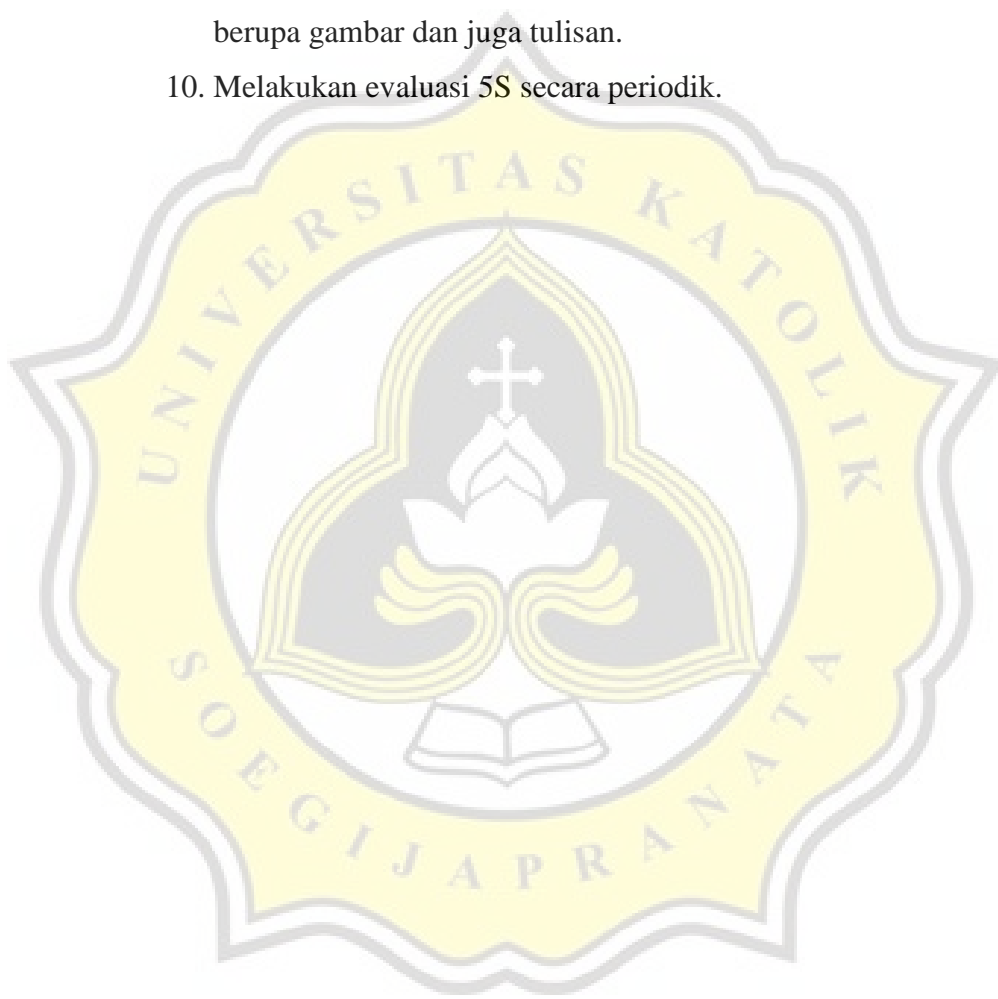 berupa gambar dan juga tulisan.
10. Melakukan evaluasi 5S secara periodik.
UNIVERSITAS KATOLIK
SOEGIJAPRANATA